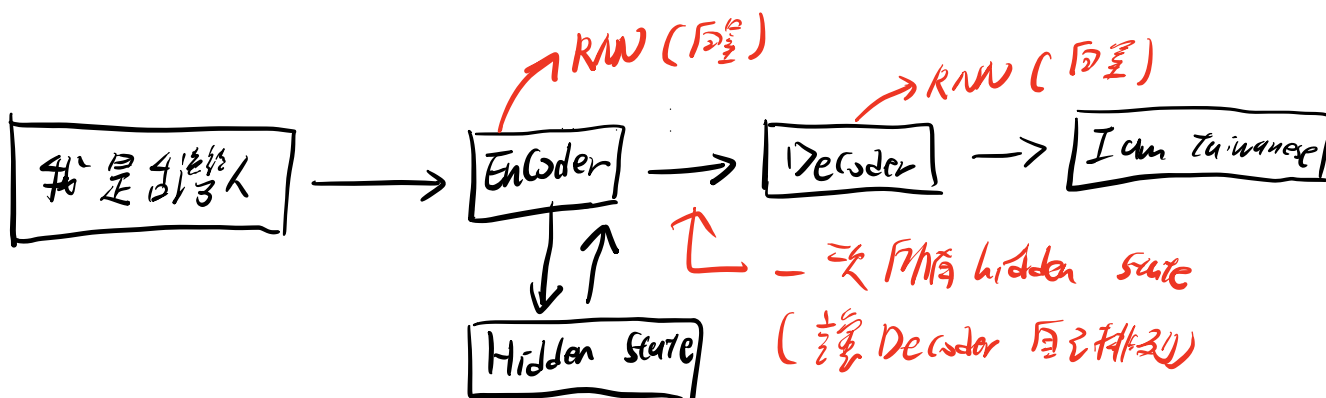 RNN (向量)
RNN (向量)
我是台灣人
Encoder
Decoder
I am taiwanese
一次所有 hidden state
(讓 Decoder 自己排列)
Hidden state